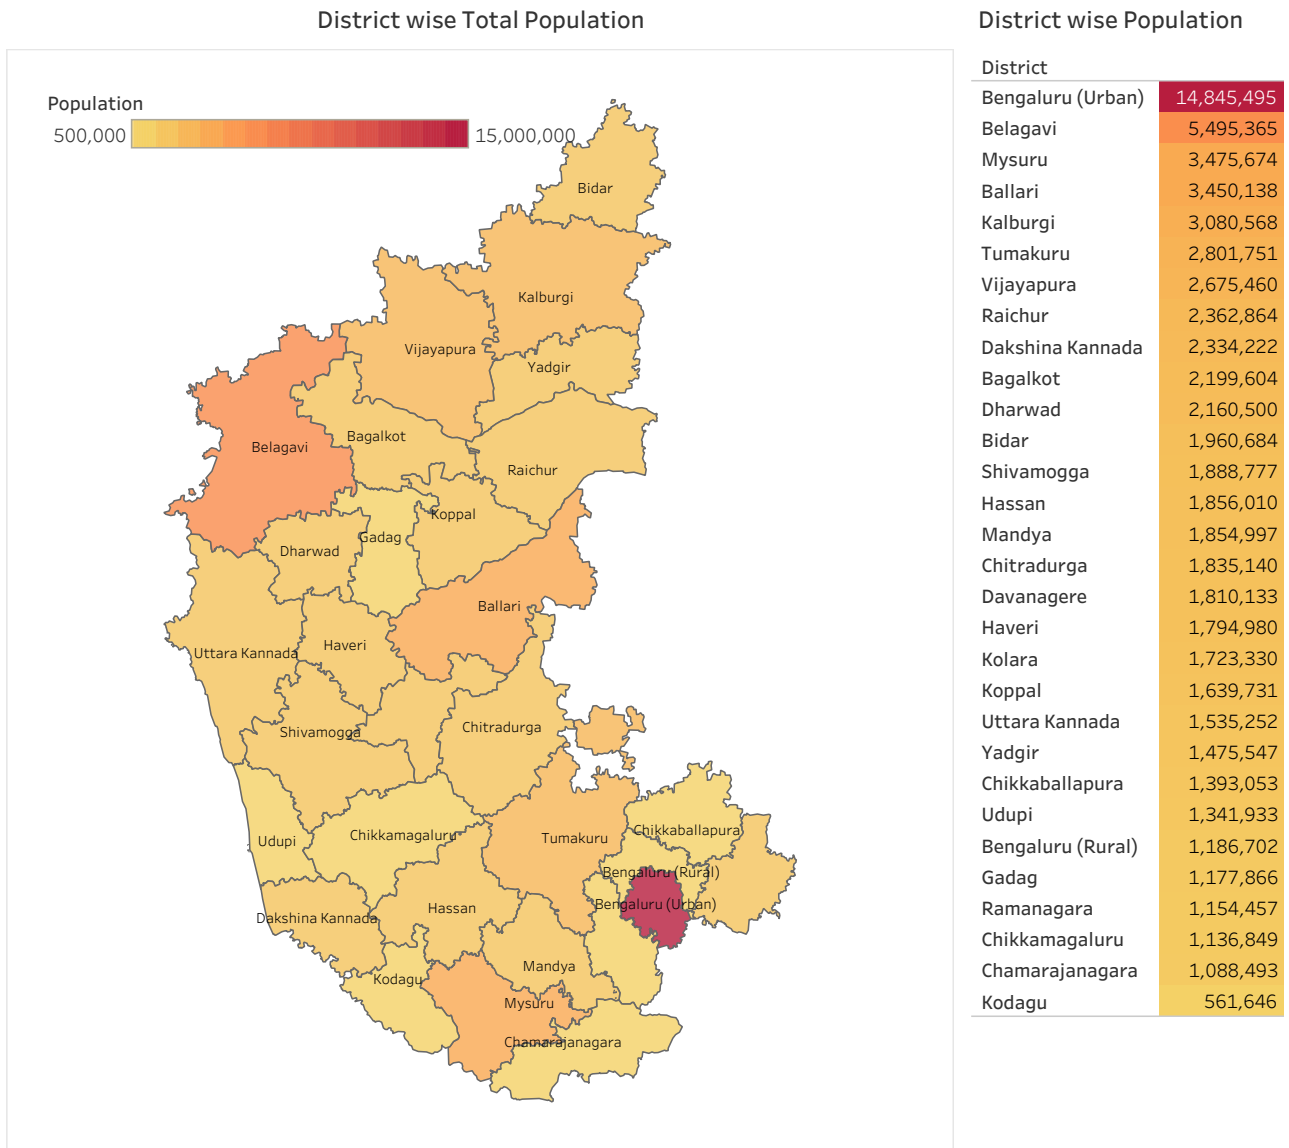 District wise Total Population
Population
500,000
15,000,000
Bidar
Kalburgi
Vijayapura
Yadgir
Belagavi
Bagalkot
Raichur
Koppal
Gadag
Dharwad
Ballari
Haveri
Uttara Kannada
Shivamogga
Chitradurga
Chikkaballapura
Chikkamagaluru
Tumakuru
Udupi
Bengaluru (Rural)
Bengaluru (Urban)
Hassan
Dakshina Kannada
Mandya
Kodagu
Mysuru
Chamarajanagara
District wise Population
District
Bengaluru (Urban) 14,845,495
Belagavi 5,495,365
Mysuru 3,475,674
Ballari 3,450,138
Kalburgi 3,080,568
Tumakuru 2,801,751
Vijayapura 2,675,460
Raichur 2,362,864
Dakshina Kannada 2,334,222
Bagalkot 2,199,604
Dharwad 2,160,500
Bidar 1,960,684
Shivamogga 1,888,777
Hassan 1,856,010
Mandya 1,854,997
Chitradurga 1,835,140
Davanagere 1,810,133
Haveri 1,794,980
Kolara 1,723,330
Koppal 1,639,731
Uttara Kannada 1,535,252
Yadgir 1,475,547
Chikkaballapura 1,393,053
Udupi 1,341,933
Bengaluru (Rural) 1,186,702
Gadag 1,177,866
Ramanagara 1,154,457
Chikkamagaluru 1,136,849
Chamarajanagara 1,088,493
Kodagu 561,646